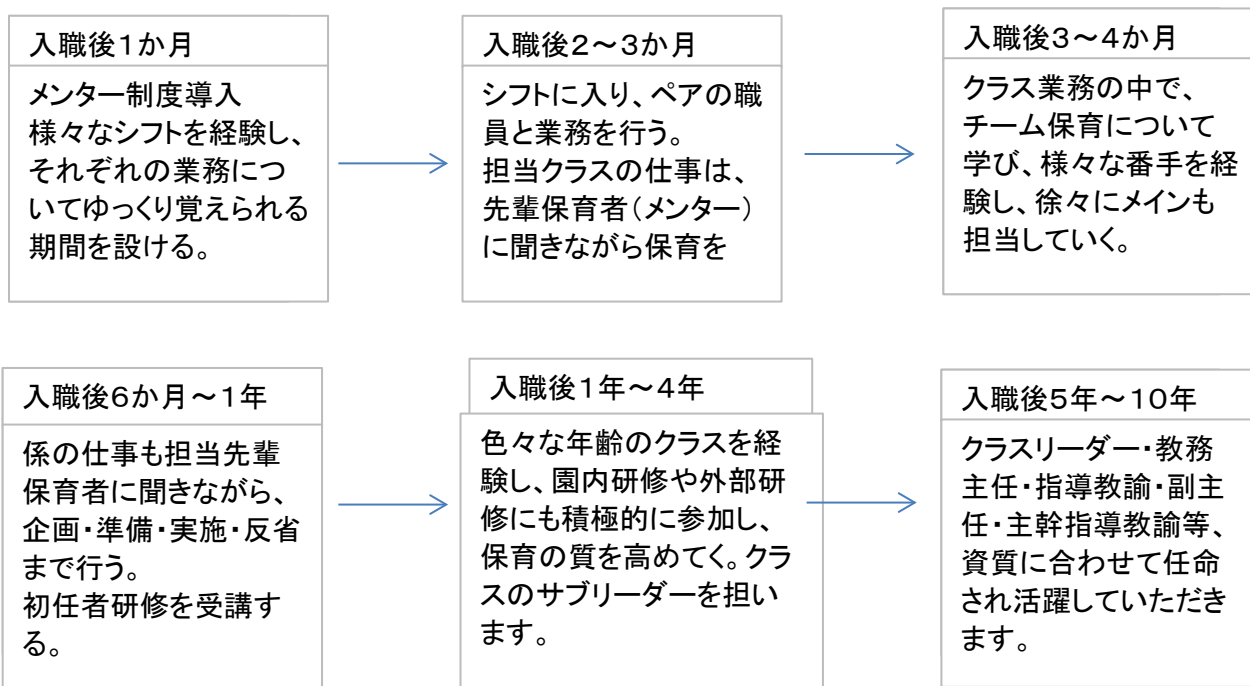 入職後1か月
メンター制度導入
様々なシフトを経験し、
それぞれの業務につ
いてゆっくり覚えられる
期間を設ける。
入職後2～3か月
シフトに入り、ペアの職
員と業務を行う。
担当クラスの仕事は、
先輩保育者(メンター)
に聞きながら保育を
入職後3～4か月
クラス業務の中で、
チーム保育について
学び、様々な番手を経
験し、徐々にメインも
担当していく。
入職後6か月～1年
係の仕事も担当先輩
保育者に聞きながら、
企画・準備・実施・反省
まで行う。
初任者研修を受講す
る。
入職後1年～4年
色々な年齢のクラスを経
験し、園内研修や外部研
修にも積極的に参加し、
保育の質を高めてく。クラ
スのサブリーダーを担い
ます。
入職後5年～10年
クラスリーダー・教務
主任・指導教諭・副主
任・主幹指導教諭等、
資質に合わせて任命
され活躍していただき
ます。